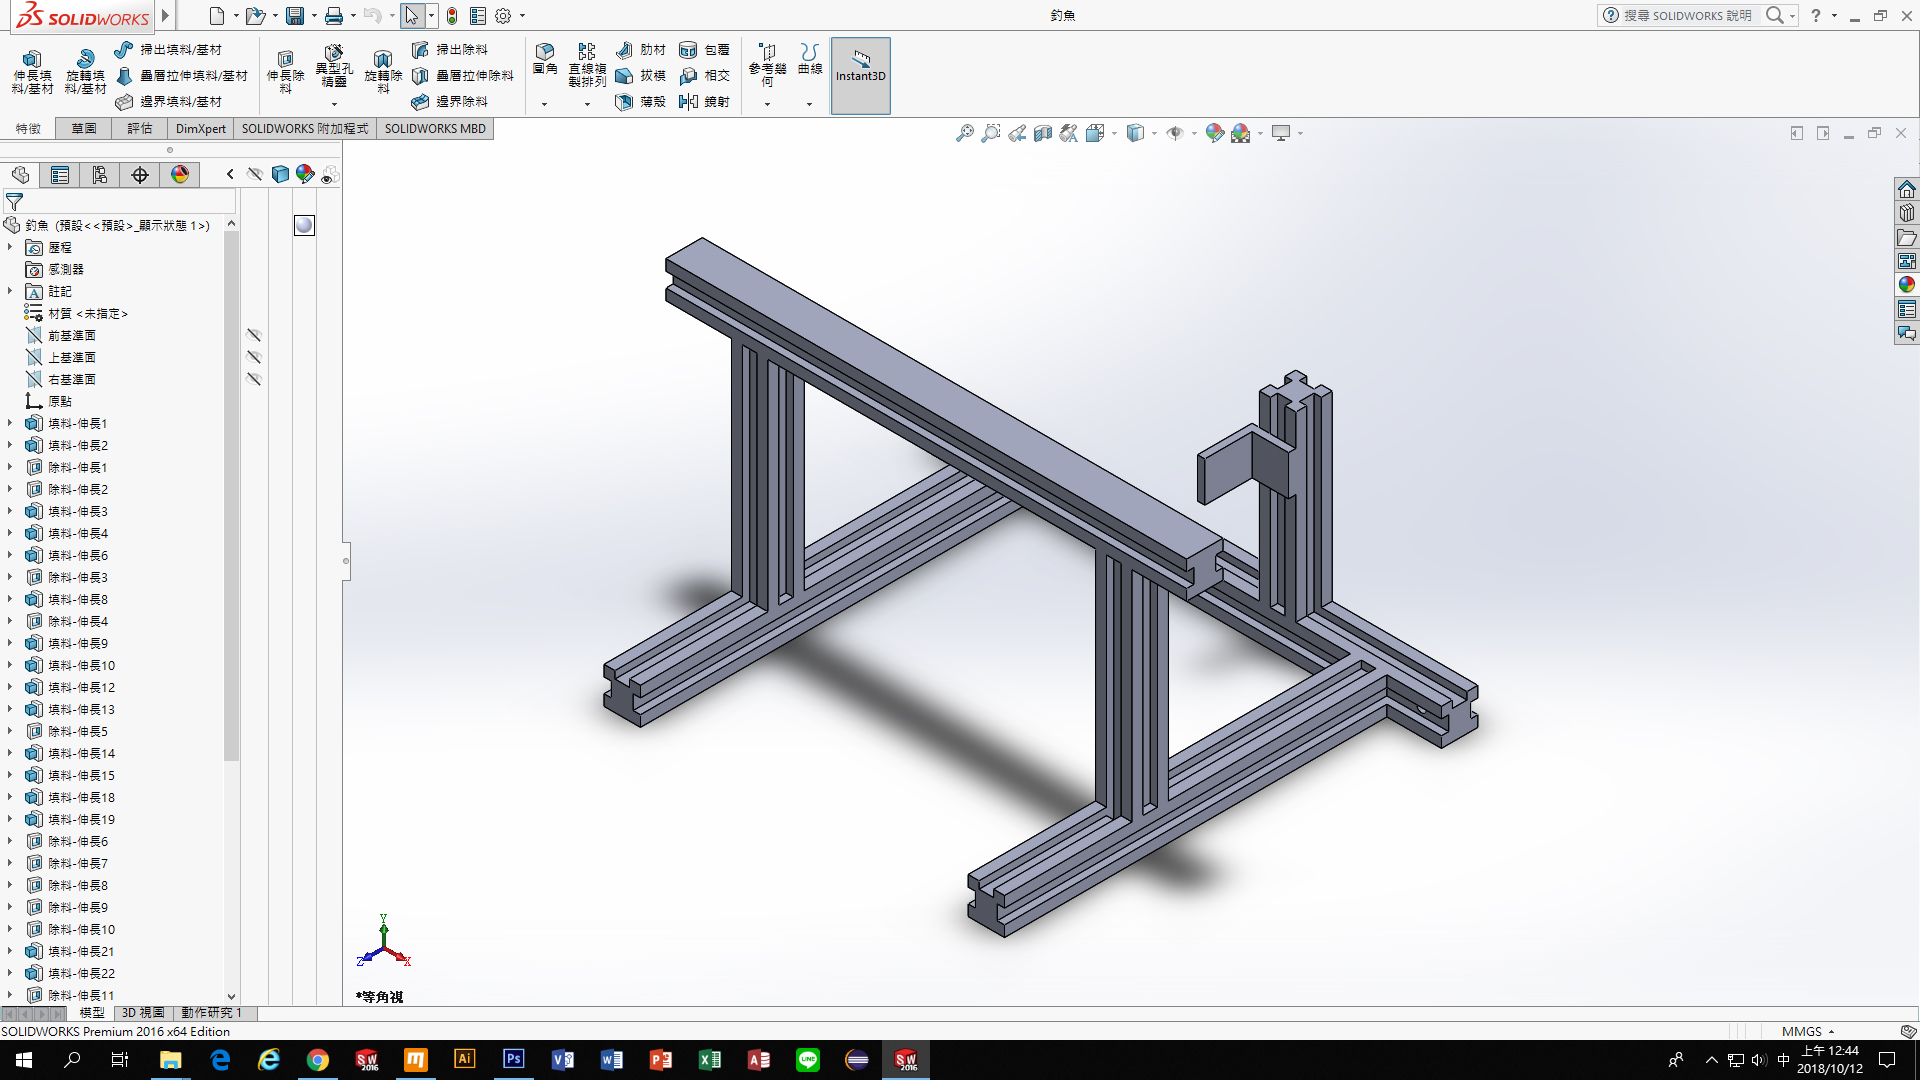 SOLIDWORKS
釣魚
搜尋 SOLIDWORKS 說明
伸長填料/基材
旋轉填料/基材
掃出填料/基材
疊層拉伸填料/基材
邊界填料/基材
伸長除料
異型孔精靈
旋轉除料
掃出除料
疊層拉伸除料
邊界除料
圓角
直線複製排列
肋材
拔模
薄殼
包覆
相交
鏡射
參考幾何
曲線
Instant3D
特徵
草圖
評估
DimXpert
SOLIDWORKS 附加程式
SOLIDWORKS MBD
釣魚 (預設<<預設>_顯示狀態 1>)
歷程
感測器
註記
材質 <未指定>
前基準面
上基準面
右基準面
原點
填料-伸長1
填料-伸長2
除料-伸長1
除料-伸長2
填料-伸長3
填料-伸長4
填料-伸長6
除料-伸長3
填料-伸長8
除料-伸長4
填料-伸長9
填料-伸長10
填料-伸長12
填料-伸長13
除料-伸長5
填料-伸長14
填料-伸長15
填料-伸長18
填料-伸長19
除料-伸長6
除料-伸長7
除料-伸長8
除料-伸長9
除料-伸長10
填料-伸長21
填料-伸長22
除料-伸長11
Y
Z
X
*等角視
模型
3D 視圖
動作研究 1
SOLIDWORKS Premium 2016 x64 Edition
MMGS
SW 2016
Ai
Ps
LINE
SW 2016
中
上午 12:44
2018/10/12